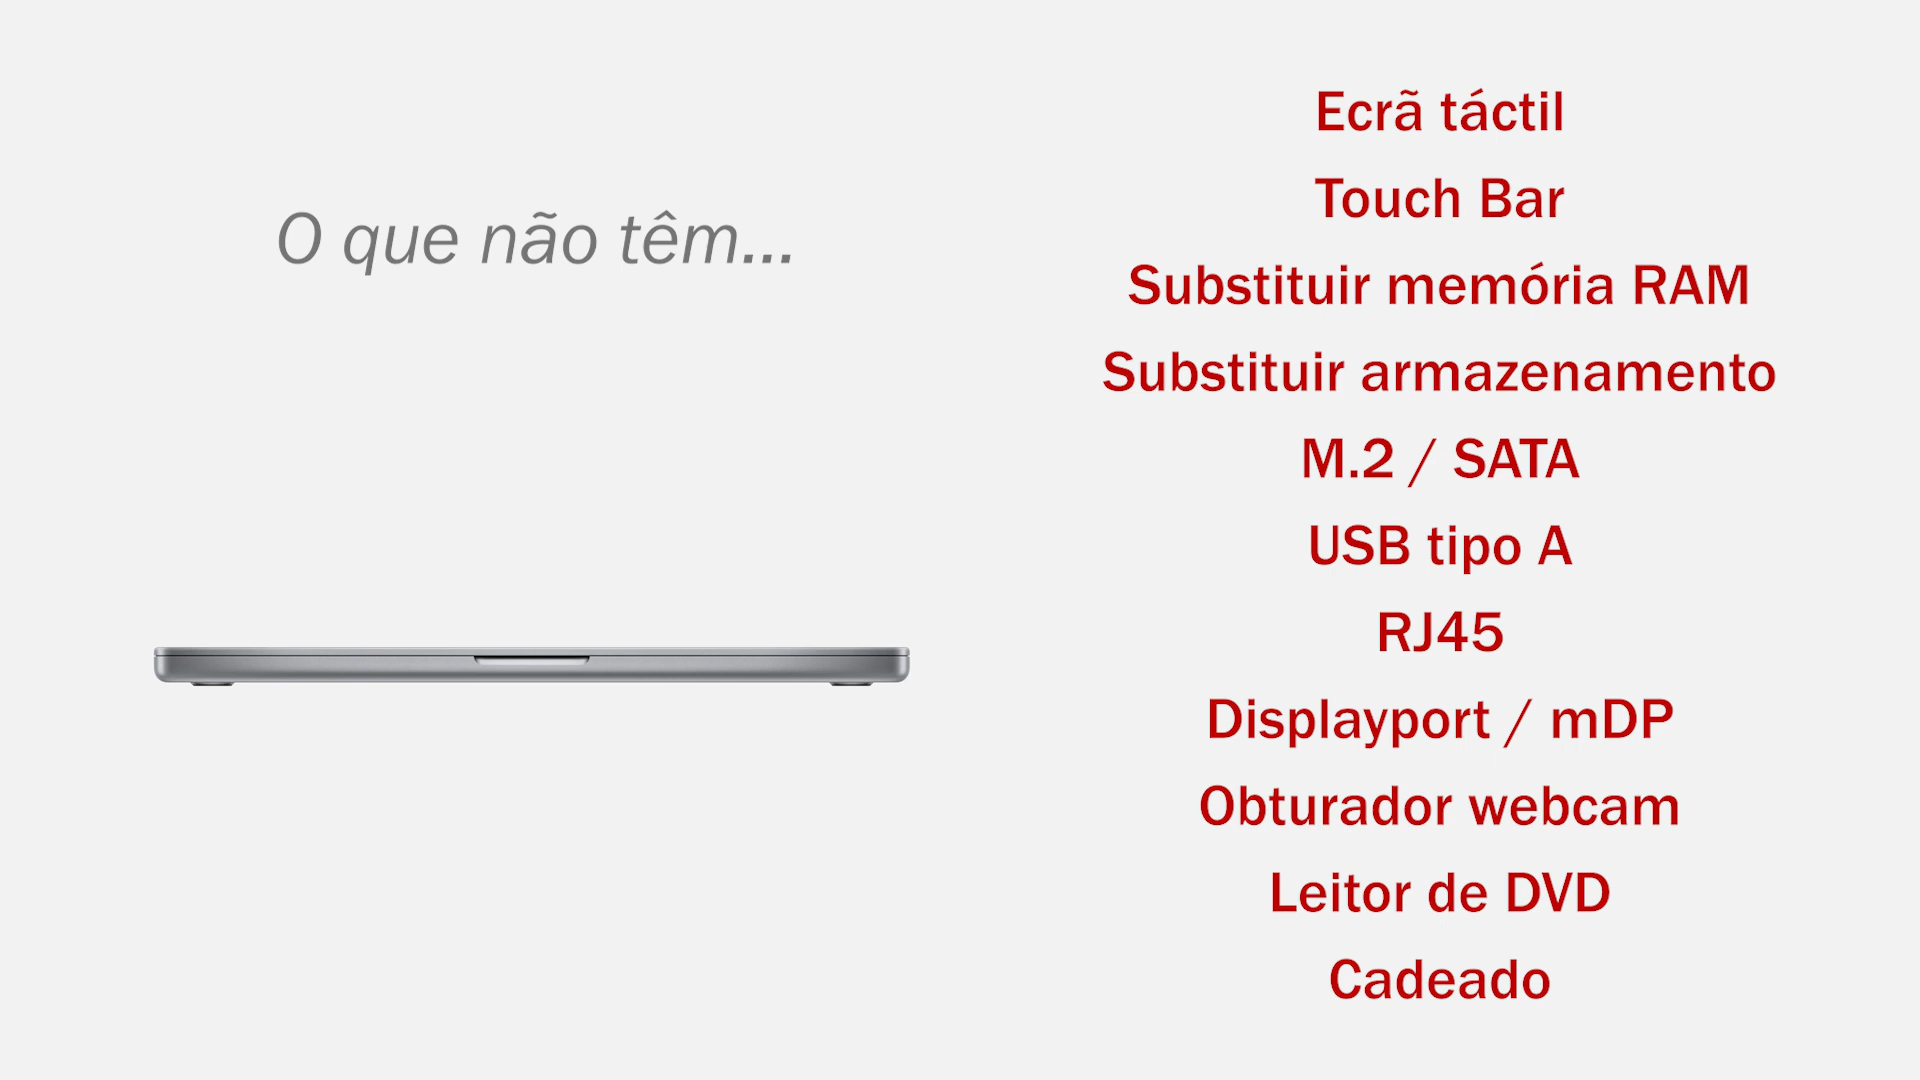 O que não têm...
Ecrã táctil
Touch Bar
Substituir memória RAM
Substituir armazenamento
M.2 / SATA
USB tipo A
RJ45
Displayport / mDP
Obturador webcam
Leitor de DVD
Cadeado